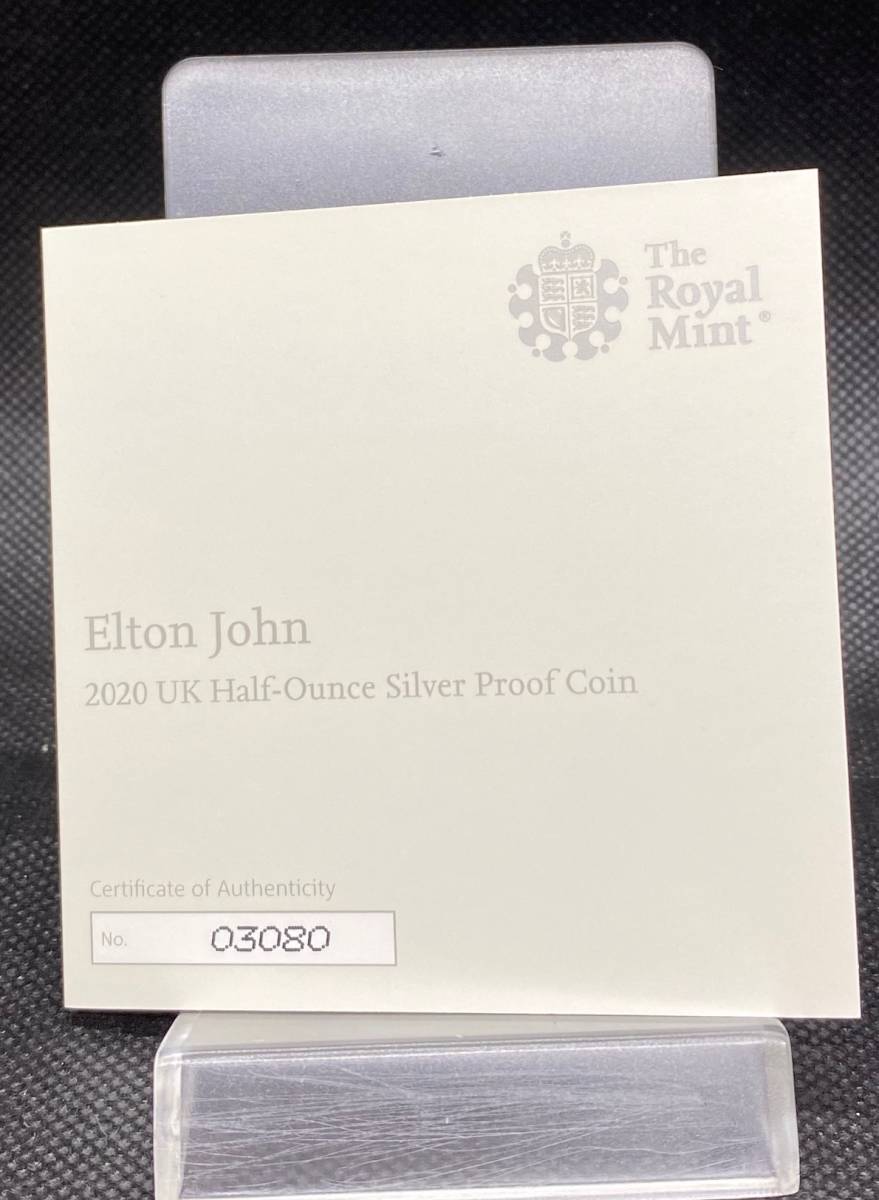 The
Royal
Mint®
Elton John
2020 UK Half-Ounce Silver Proof Coin
Certificate of Authenticity
No. 03080